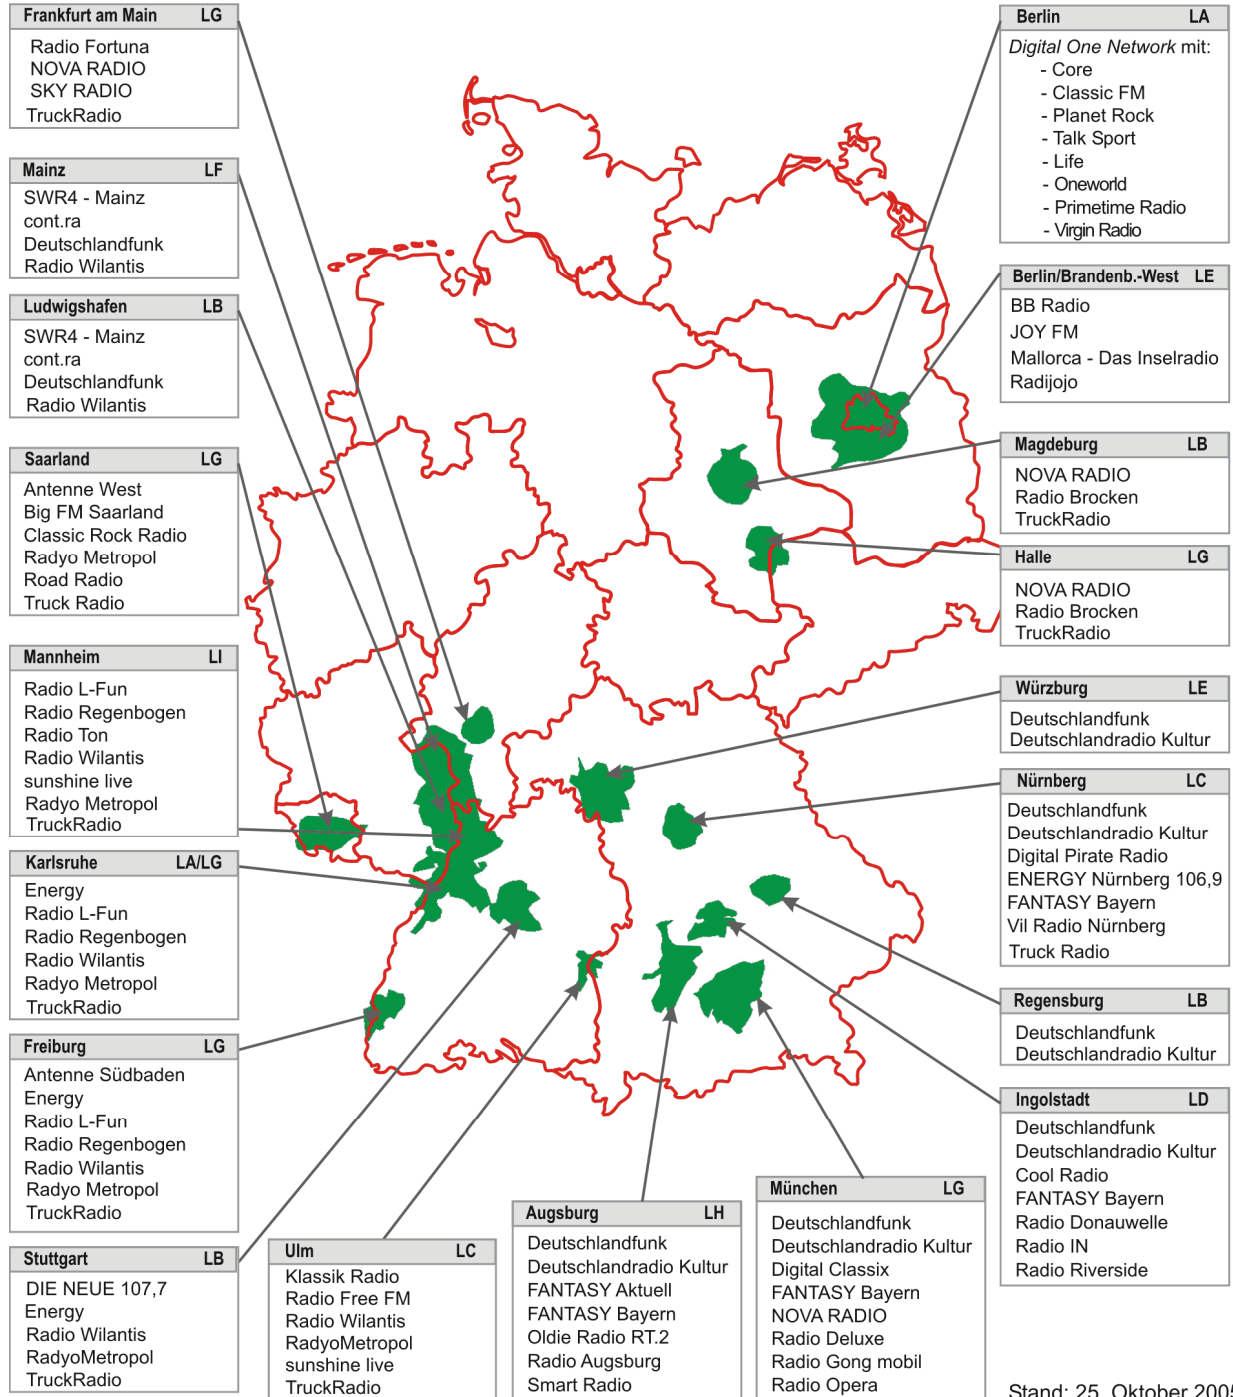 Frankfurt am Main LG
Radio Fortuna
NOVA RADIO
SKY RADIO
TruckRadio
Mainz LF
SWR4 - Mainz
cont.ra
Deutschlandfunk
Radio Wilantis
Ludwigshafen LB
SWR4 - Mainz
cont.ra
Deutschlandfunk
Radio Wilantis
Saarland LG
Antenne West
Big FM Saarland
Classic Rock Radio
Radyo Metropol
Road Radio
Truck Radio
Mannheim LI
Radio L-Fun
Radio Regenbogen
Radio Ton
Radio Wilantis
sunshine live
Radyo Metropol
TruckRadio
Karlsruhe LA/LG
Energy
Radio L-Fun
Radio Regenbogen
Radio Wilantis
Radyo Metropol
TruckRadio
Freiburg LG
Antenne Südbaden
Energy
Radio L-Fun
Radio Regenbogen
Radio Wilantis
Radyo Metropol
TruckRadio
Stuttgart LB
DIE NEUE 107,7
Energy
Radio Wilantis
RadyoMetropol
TruckRadio
Ulm LC
Klassik Radio
Radio Free FM
Radio Wilantis
RadyoMetropol
sunshine live
TruckRadio
Augsburg LH
Deutschlandfunk
Deutschlandradio Kultur
FANTASY Aktuell
FANTASY Bayern
Oldie Radio RT.2
Radio Augsburg
Smart Radio
München LG
Deutschlandfunk
Deutschlandradio Kultur
Digital Classix
FANTASY Bayern
NOVA RADIO
Radio Deluxe
Radio Gong mobil
Radio Opera
Berlin LA
Digital One Network mit:
- Core
- Classic FM
- Planet Rock
- Talk Sport
- Life
- Oneworld
- Primetime Radio
- Virgin Radio
Berlin/Brandenb.-West LE
BB Radio
JOY FM
Mallorca - Das Inselradio
Radijojo
Magdeburg LB
NOVA RADIO
Radio Brocken
TruckRadio
Halle LG
NOVA RADIO
Radio Brocken
TruckRadio
Würzburg LE
Deutschlandfunk
Deutschlandradio Kultur
Nürnberg LC
Deutschlandfunk
Deutschlandradio Kultur
Digital Pirate Radio
ENERGY Nürnberg 106,9
FANTASY Bayern
Vil Radio Nürnberg
Truck Radio
Regensburg LB
Deutschlandfunk
Deutschlandradio Kultur
Ingolstadt LD
Deutschlandfunk
Deutschlandradio Kultur
Cool Radio
FANTASY Bayern
Radio Donauwelle
Radio IN
Radio Riverside
Stand: 25. Oktober 2005